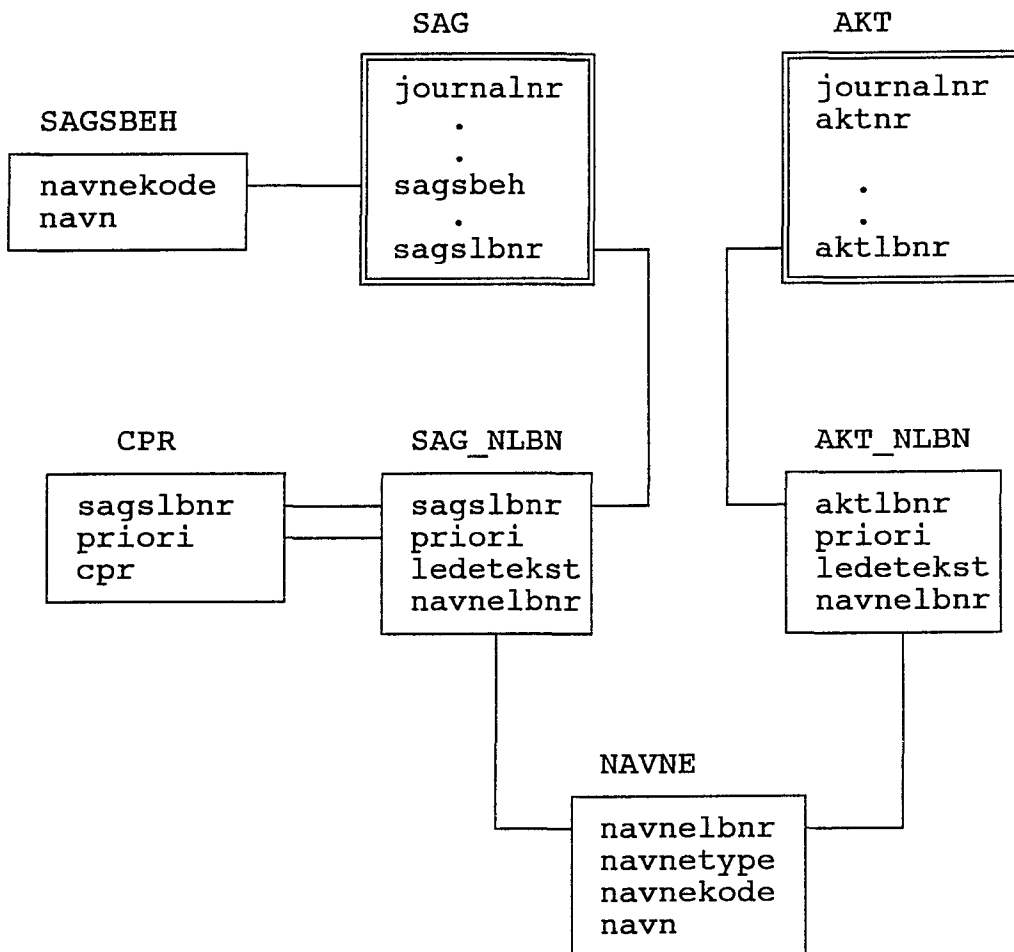 SAG
journalnr
.
.
sagsbeh
.
sagslbnr
AKT
journalnr
aktnr
.
.
aktlbnr
SAGSBEH
navnekode
navn
CPR
sagslbnr
priori
cpr
SAG_NLBN
sagslbnr
priori
ledetekst
navnelbnr
AKT_NLBN
aktlbnr
priori
ledetekst
navnelbnr
NAVNE
navnelbnr
navnetype
navnekode
navn